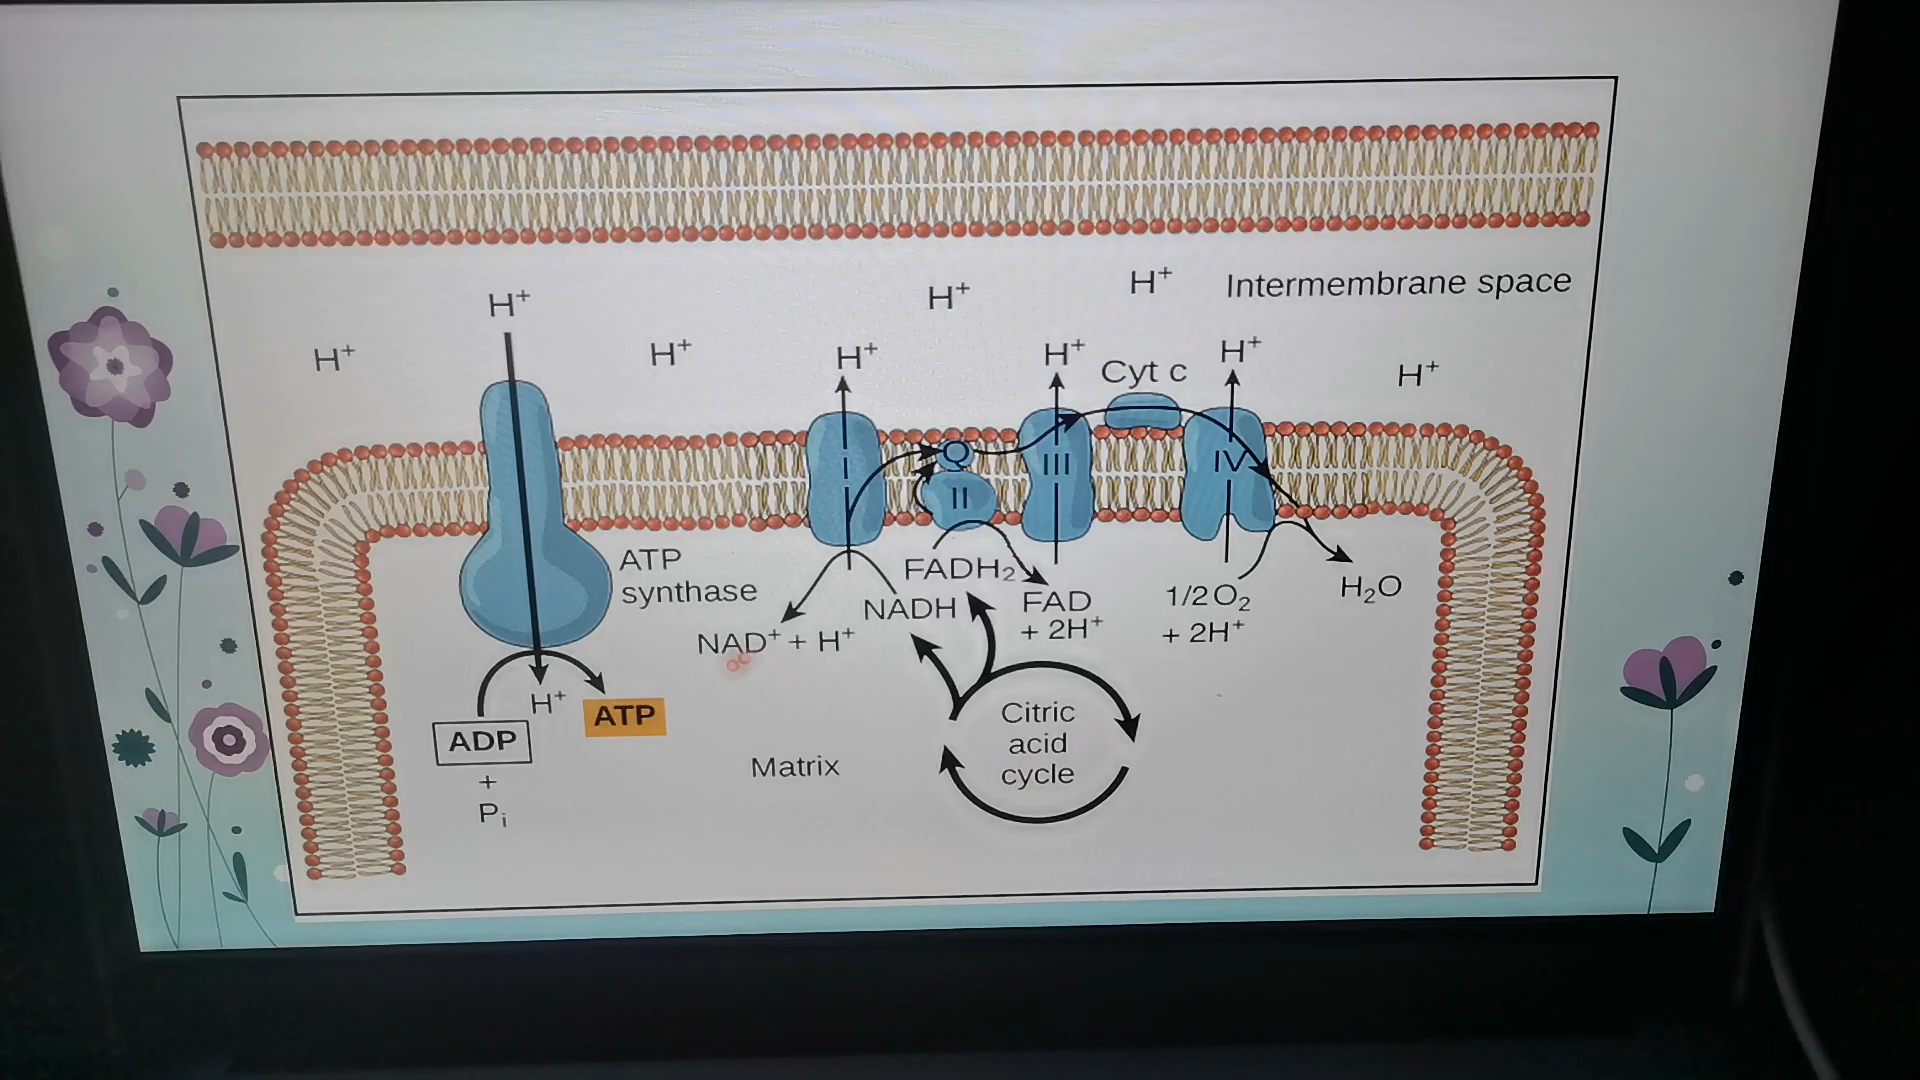 H⁺
H⁺
H⁺
Intermembrane space
H⁺
H⁺
H⁺
H⁺
Cyt c
H⁺
H⁺
I
Q
II
III
IV
ATP
synthase
FADH₂
NADH
FAD
+ 2H⁺
1/2 O₂
+ 2H⁺
H₂O
NAD⁺ + H⁺
H⁺
ATP
ADP
+
Pᵢ
Matrix
Citric
acid
cycle